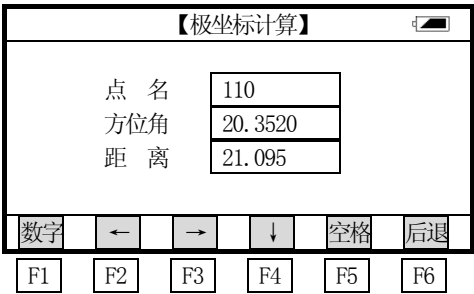 【极坐标计算】
点 名 110
方位角 20.3520
距 离 21.095
数字 ← → ↓ 空格 后退
F1 F2 F3 F4 F5 F6